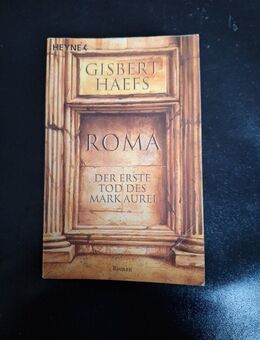 HEYNE<
GISBERT
HAEFS
ROMA
DER ERSTE
TOD DES
MARK AUREL
Roman